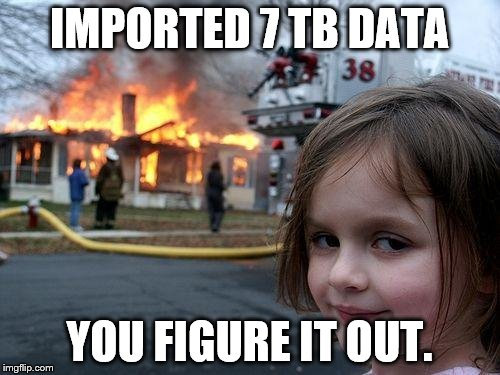 IMPORTED 7 TB DATA
38
YOU FIGURE IT OUT.
imgflip.com